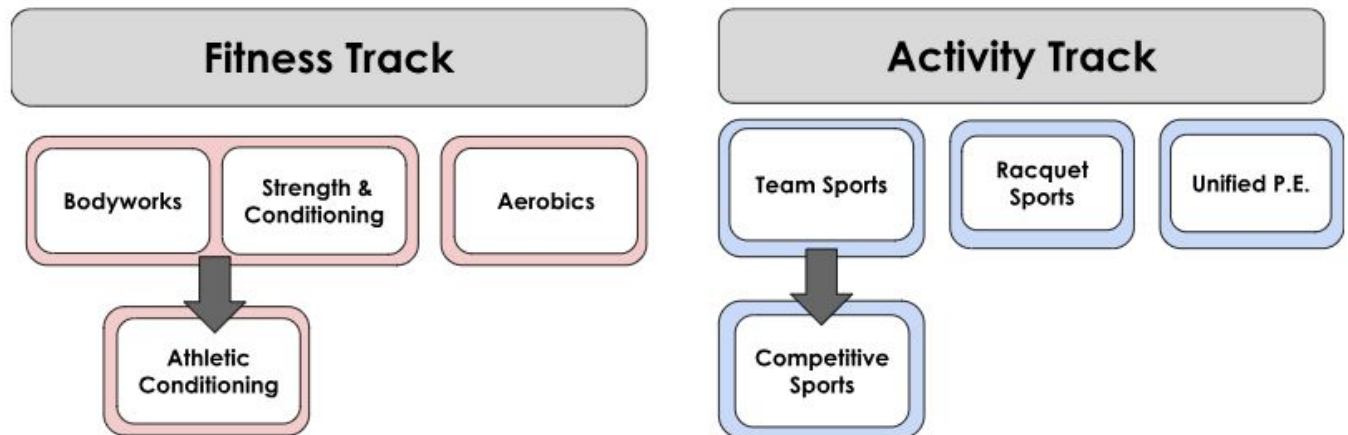 Fitness Track
Activity Track
Bodyworks
Strength &
Conditioning
Aerobics
Team Sports
Racquet
Sports
Unified P.E.
Athletic
Conditioning
Competitive
Sports